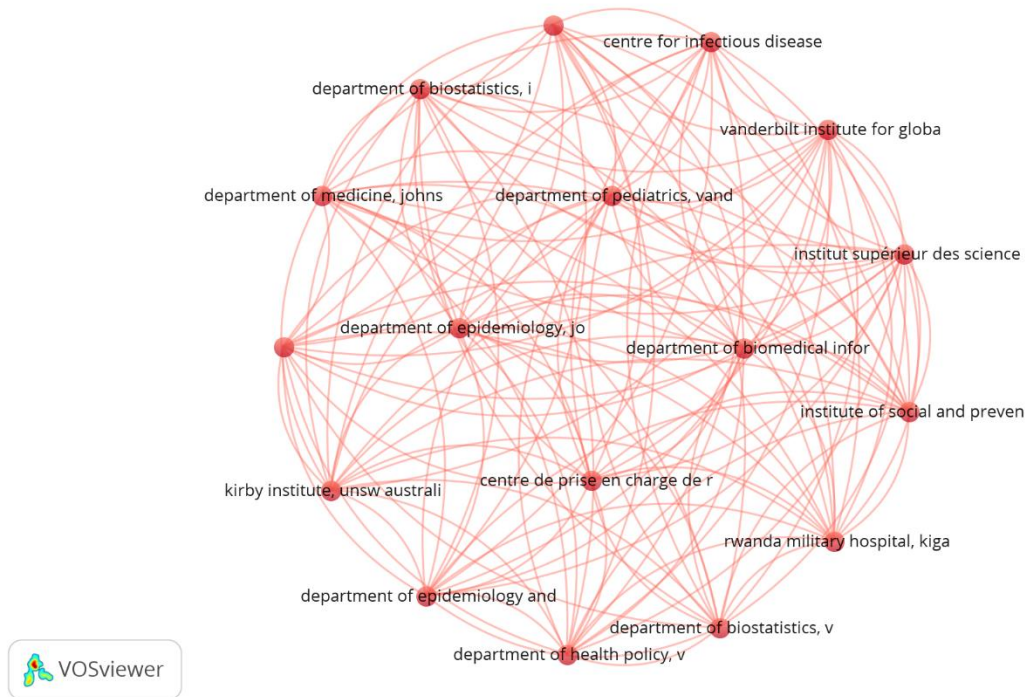 centre for infectious disease
department of biostatistics, i
vanderbilt institute for globa
department of medicine, johns
department of pediatrics, vand
institut supérieur des science
department of epidemiology, jo
department of biomedical infor
institute of social and preven
kirby institute, unsw australi
centre de prise en charge de r
rwanda military hospital, kiga
department of epidemiology and
department of biostatistics, v
department of health policy, v
VOSviewer